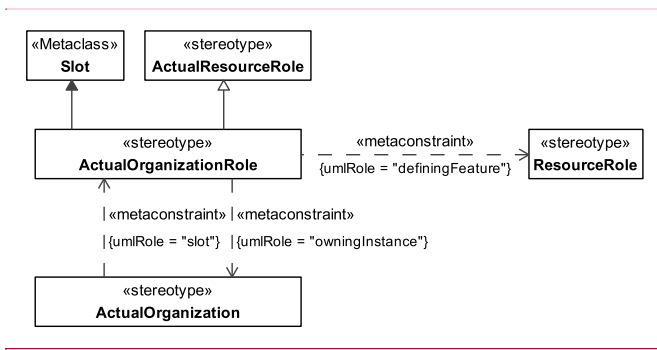 «Metaclass»
Slot
«stereotype»
ActualResourceRole
«stereotype»
ActualOrganizationRole
«metaconstraint»
{umlRole = "definingFeature"}
«stereotype»
ResourceRole
«metaconstraint»
{umlRole = "slot"}
«metaconstraint»
{umlRole = "owningInstance"}
«stereotype»
ActualOrganization